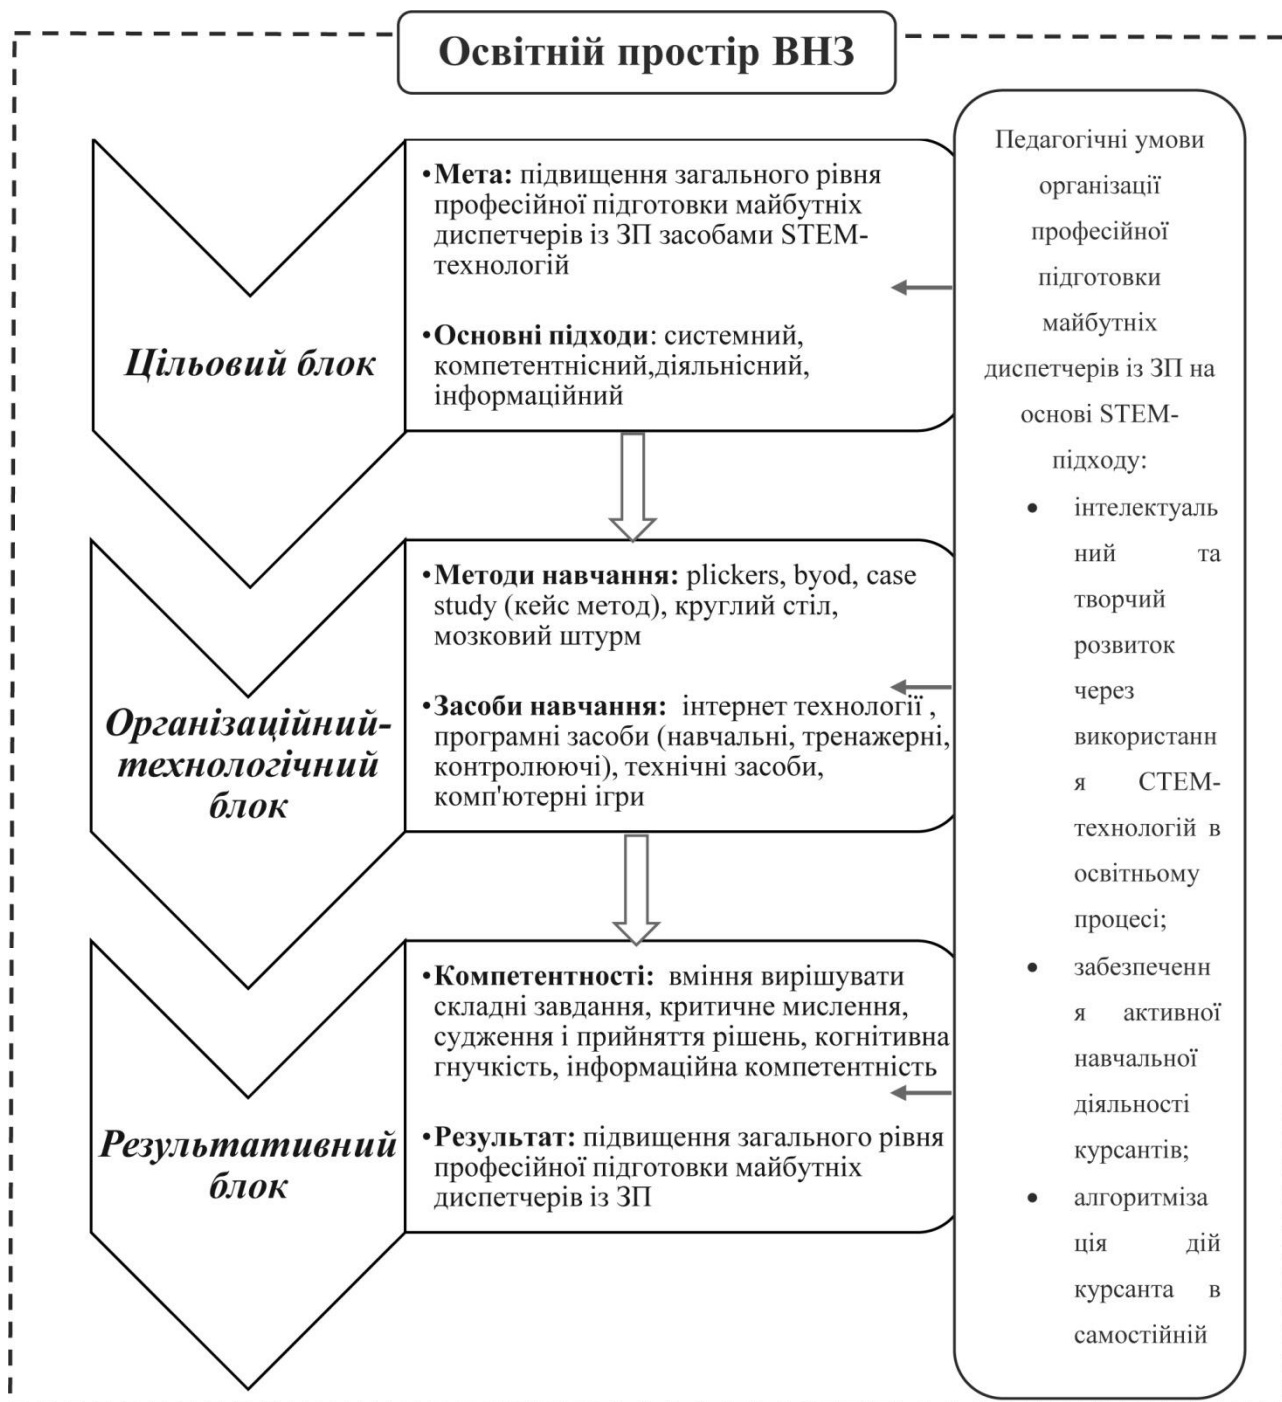 Освітній простір ВНЗ
Цільовий блок
•Мета: підвищення загального рівня
професійної підготовки майбутніх
диспетчерів із ЗП засобами STEM-
технологій
•Основні підходи: системний,
компетентнісний,діяльнісний,
інформаційний
Організаційний-
технологічний
блок
•Методи навчання: plickers, byod, case
study (кейс метод), круглий стіл,
мозковий штурм
•Засоби навчання: інтернет технології ,
програмні засоби (навчальні, тренажерні,
контролюючі), технічні засоби,
комп'ютерні ігри
Результативний
блок
•Компетентності: вміння вирішувати
складні завдання, критичне мислення,
судження і прийняття рішень, когнітивна
гнучкість, інформаційна компетентність
•Результат: підвищення загального рівня
професійної підготовки майбутніх
диспетчерів із ЗП
Педагогічні умови
організації
професійної
підготовки
майбутніх
диспетчерів із ЗП на
основі STEM-
підходу:
• інтелектуаль
ний та
творчий
розвиток
через
використанн
я СТЕМ-
технологій в
освітньому
процесі;
• забезпеченн
я активної
навчальної
діяльності
курсантів;
• алгоритміза
ція дій
курсанта в
самостійній